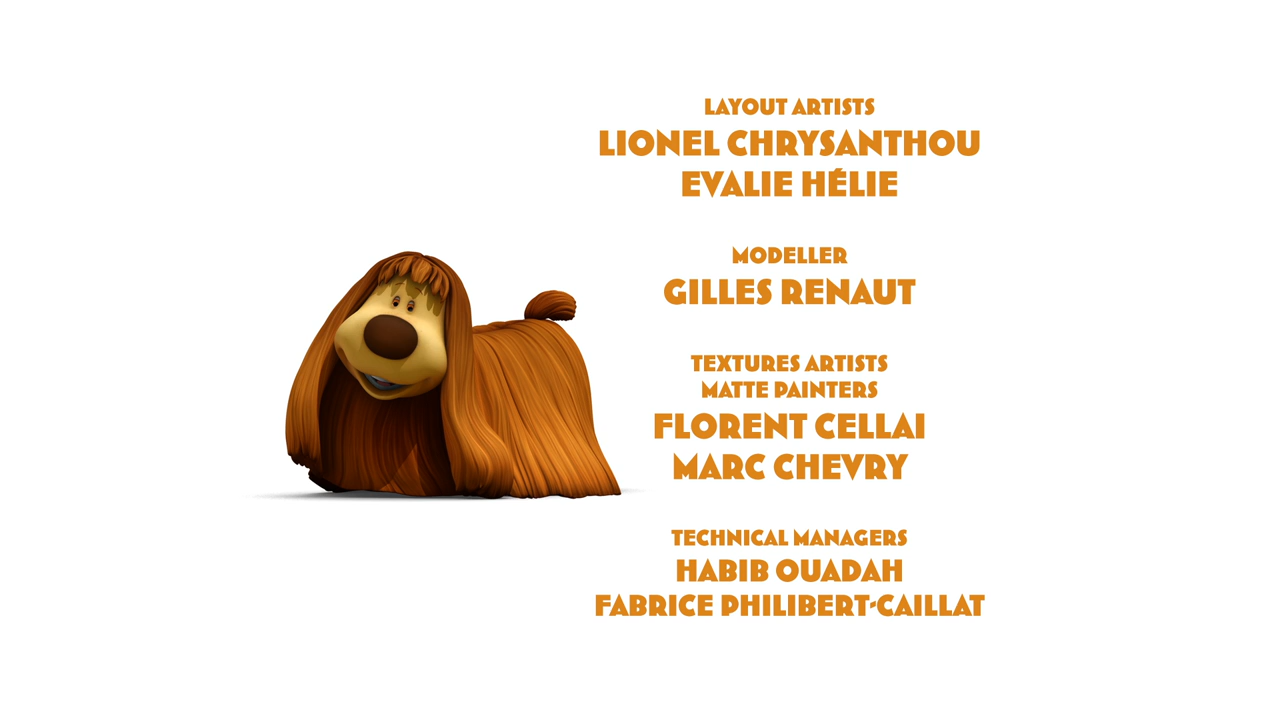 LAYOUT ARTISTS
LIONEL CHRYSANTHOU
EVALIE HÉLIE
MODELLER
GILLES RENAUT
TEXTURES ARTISTS
MATTE PAINTERS
FLORENT CELLAI
MARC CHEVRY
TECHNICAL MANAGERS
HABIB OUADAH
FABRICE PHILIBERT-CAILLAT